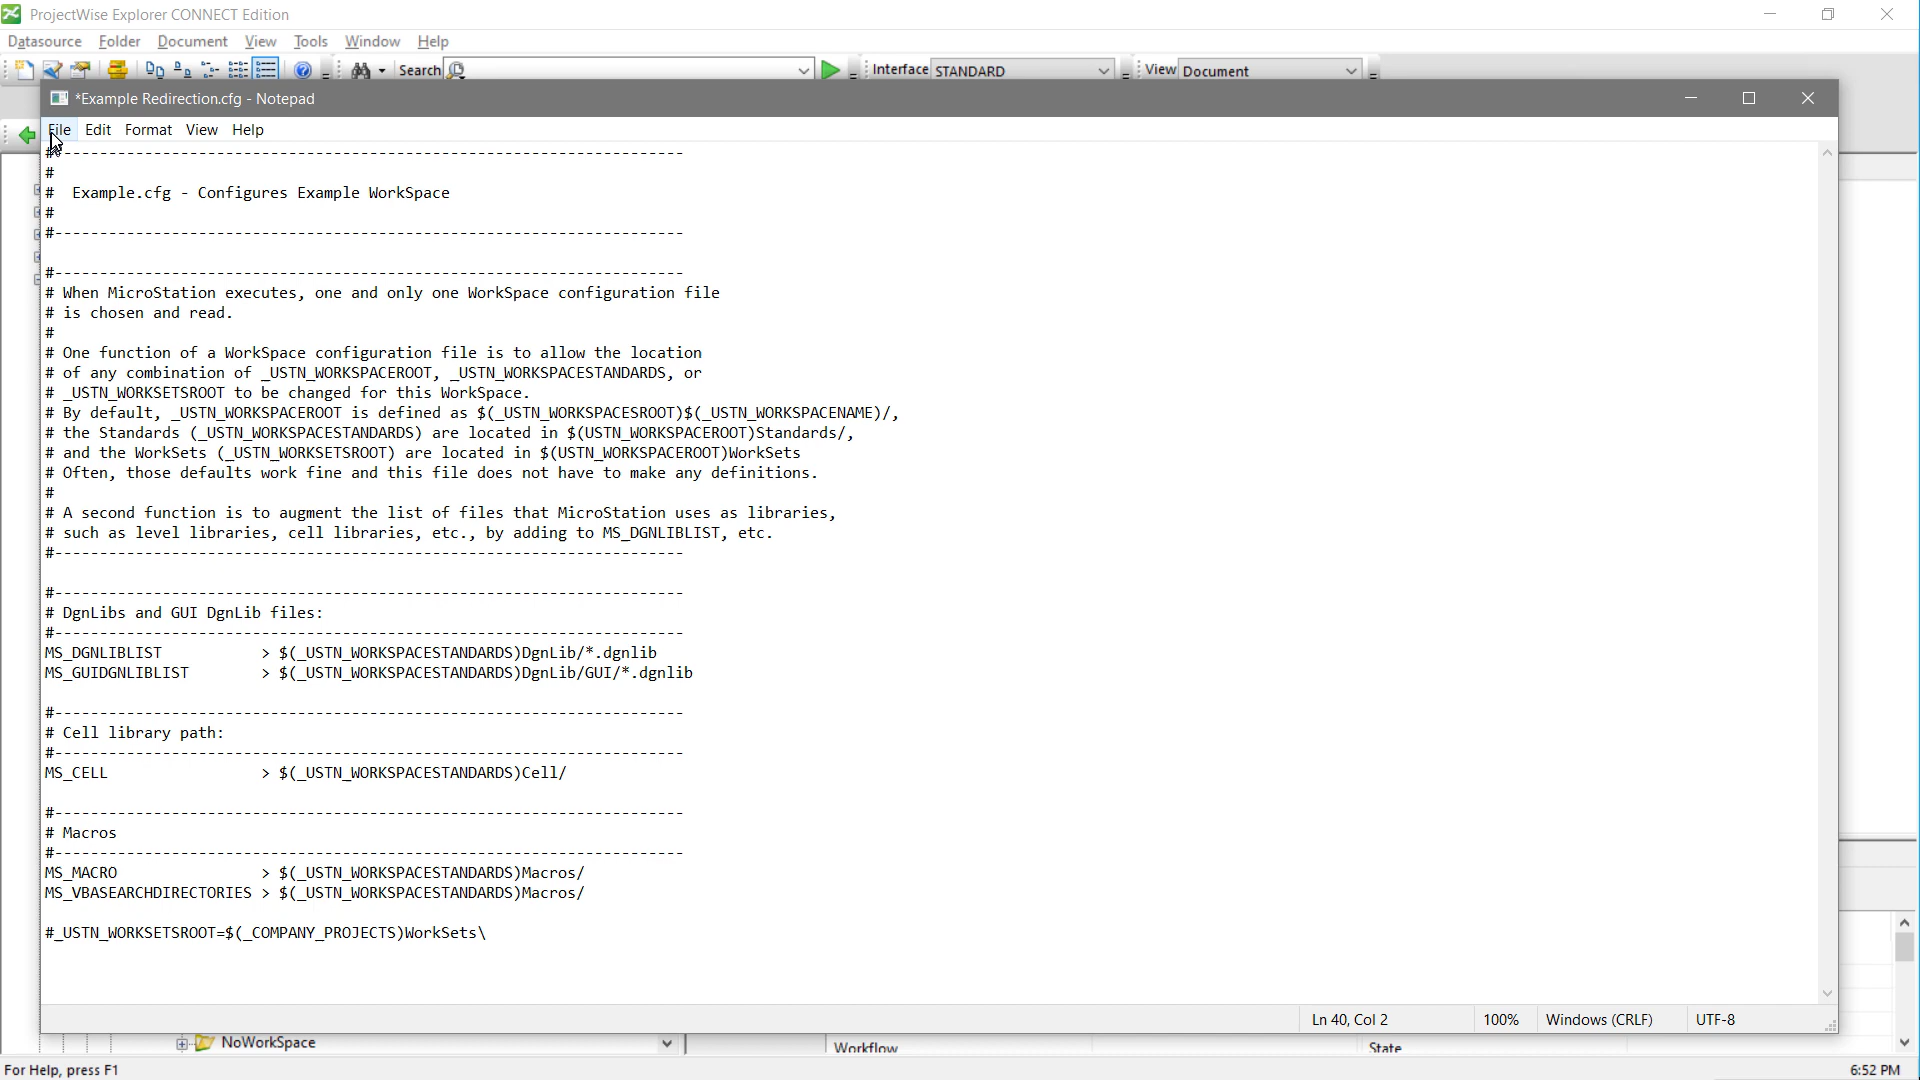 ProjectWise Explorer CONNECT Edition
Datasource Folder Document View Tools Window Help
Search Interface STANDARD View Document
*Example Redirection.cfg - Notepad
File Edit Format View Help
#----------------------------------------------------------------------
#
#  Example.cfg - Configures Example WorkSpace
#
#----------------------------------------------------------------------
#----------------------------------------------------------------------
# When MicroStation executes, one and only one WorkSpace configuration file
# is chosen and read.
#
# One function of a WorkSpace configuration file is to allow the location
# of any combination of _USTN_WORKSPACEROOT, _USTN_WORKSPACESTANDARDS, or
# _USTN_WORKSETSROOT to be changed for this WorkSpace.
# By default, _USTN_WORKSPACEROOT is defined as $(_USTN_WORKSPACESROOT)$(_USTN_WORKSPACENAME)/,
# the Standards (_USTN_WORKSPACESTANDARDS) are located in $(USTN_WORKSPACEROOT)Standards/,
# and the WorkSets (_USTN_WORKSETSROOT) are located in $(USTN_WORKSPACEROOT)WorkSets
# Often, those defaults work fine and this file does not have to make any definitions.
#
# A second function is to augment the list of files that MicroStation uses as libraries,
# such as level libraries, cell libraries, etc., by adding to MS_DGNLIBLIST, etc.
#----------------------------------------------------------------------
#----------------------------------------------------------------------
# DgnLibs and GUI DgnLib files:
#----------------------------------------------------------------------
MS_DGNLIBLIST           > $(_USTN_WORKSPACESTANDARDS)DgnLib/*.dgnlib
MS_GUIDGNLIBLIST        > $(_USTN_WORKSPACESTANDARDS)DgnLib/GUI/*.dgnlib
#----------------------------------------------------------------------
# Cell library path:
#----------------------------------------------------------------------
MS_CELL                 > $(_USTN_WORKSPACESTANDARDS)Cell/
#----------------------------------------------------------------------
# Macros
#----------------------------------------------------------------------
MS_MACRO                > $(_USTN_WORKSPACESTANDARDS)Macros/
MS_VBASEARCHDIRECTORIES > $(_USTN_WORKSPACESTANDARDS)Macros/
#_USTN_WORKSETSROOT=$(_COMPANY_PROJECTS)WorkSets\
Ln 40, Col 2 100% Windows (CRLF) UTF-8
NoWorkSpace Workflow State
For Help, press F1 6:52 PM